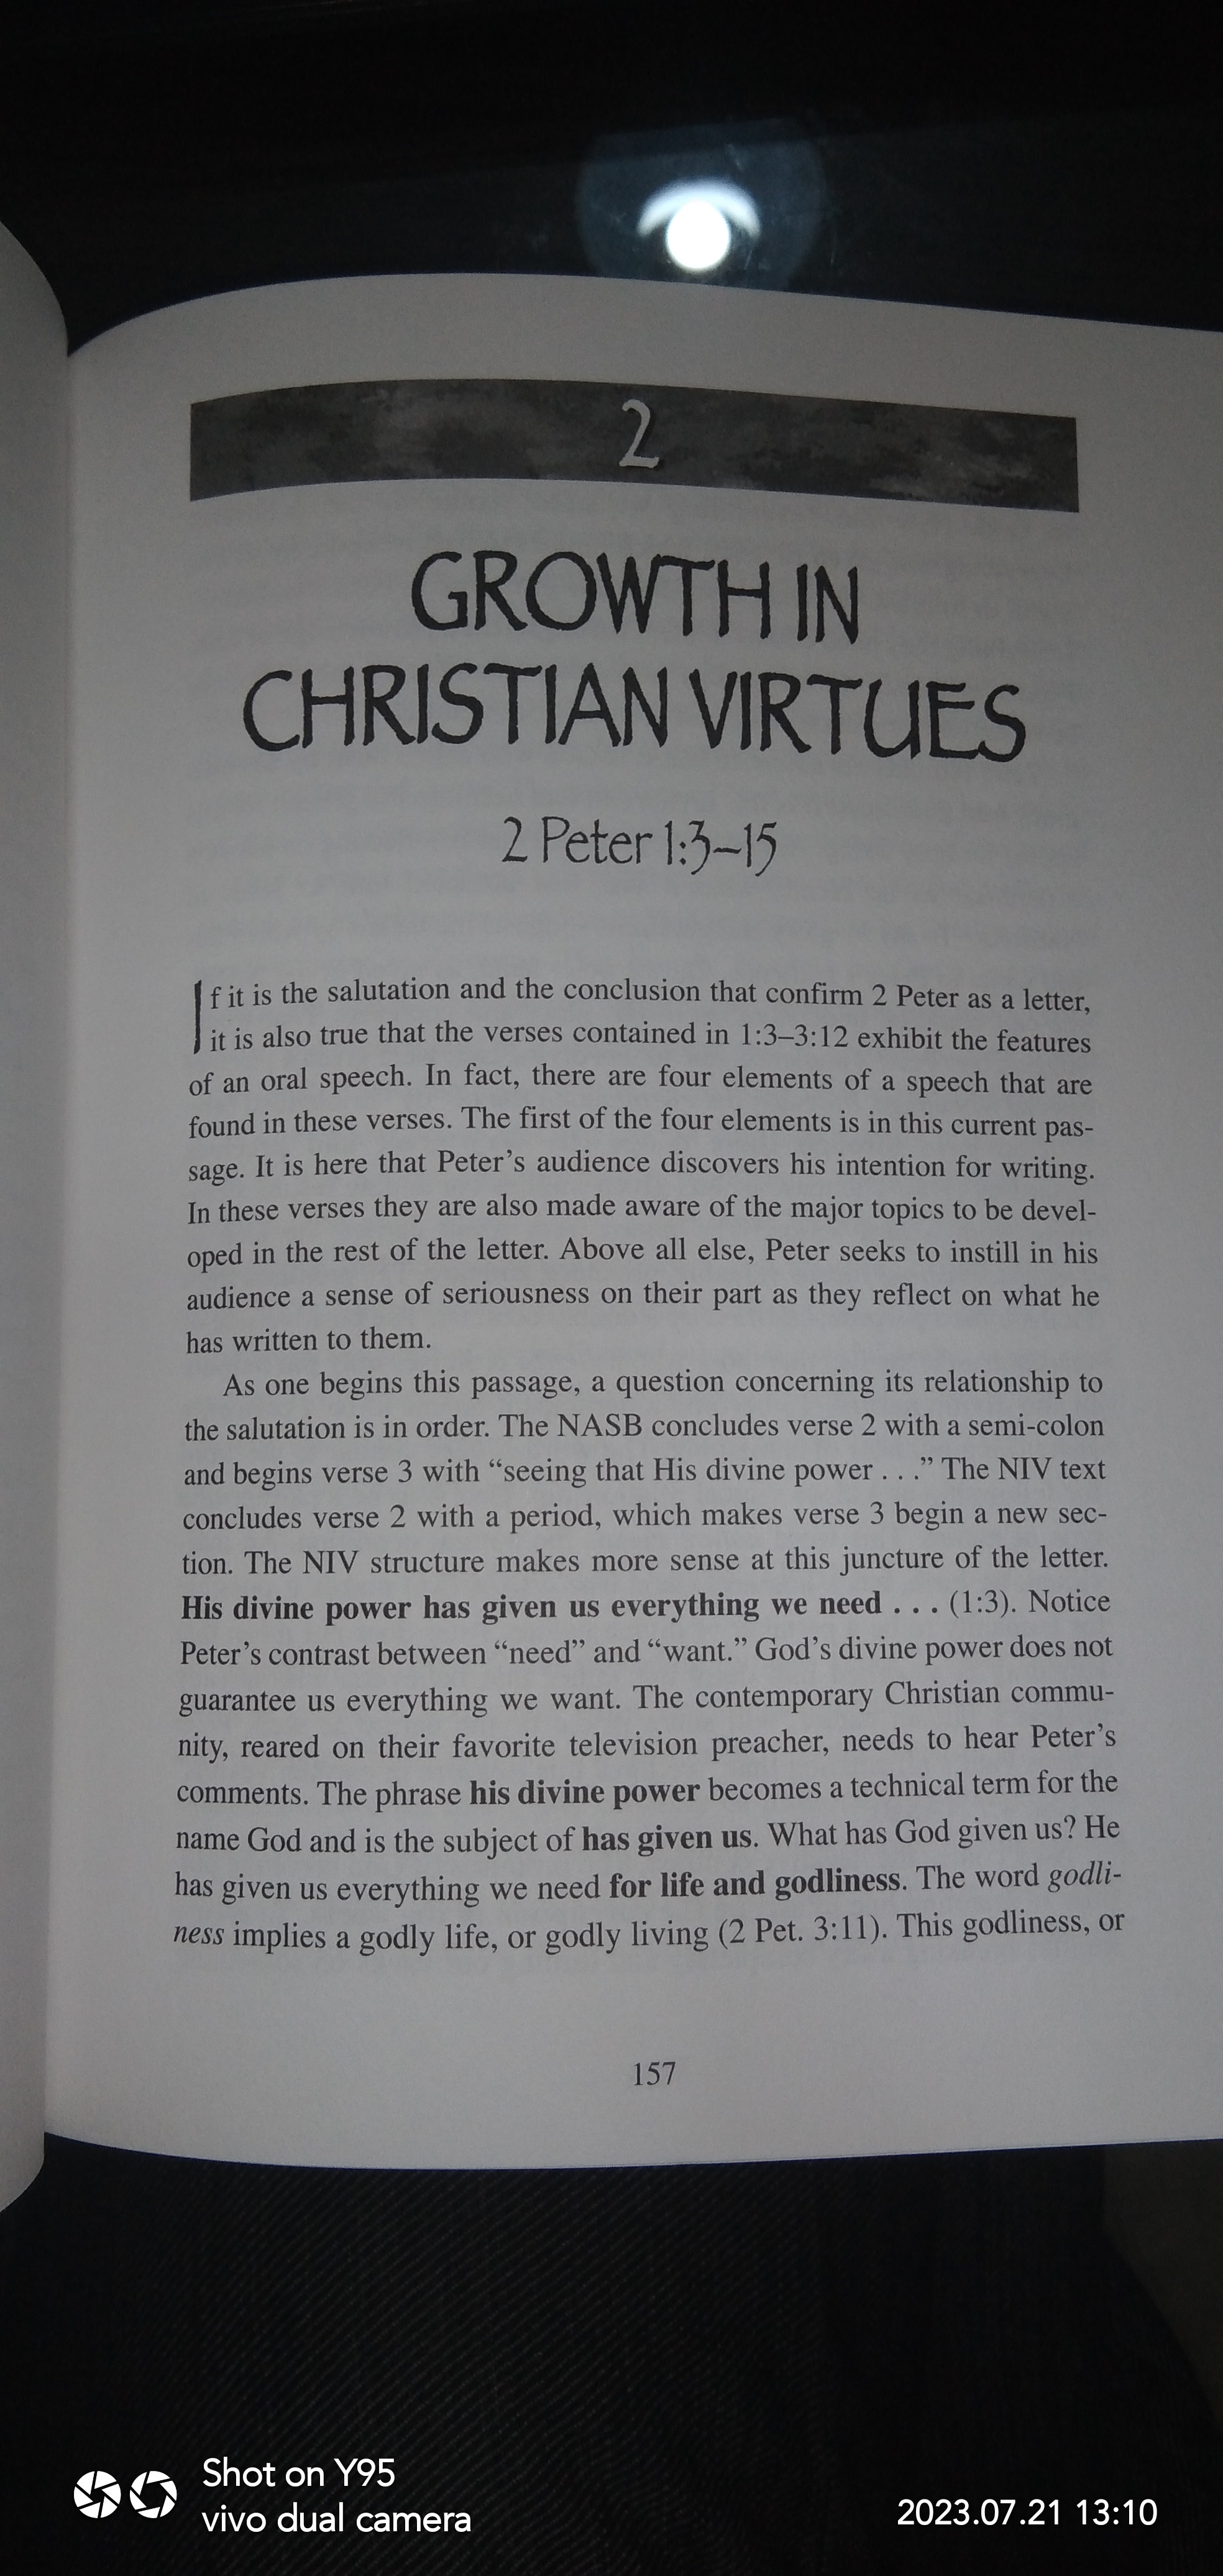 2
GROWTH IN
CHRISTIAN VIRTUES
2 Peter 1:3–15
If it is the salutation and the conclusion that confirm 2 Peter as a letter,
it is also true that the verses contained in 1:3–3:12 exhibit the features
of an oral speech. In fact, there are four elements of a speech that are
found in these verses. The first of the four elements is in this current pas-
sage. It is here that Peter's audience discovers his intention for writing.
In these verses they are also made aware of the major topics to be devel-
oped in the rest of the letter. Above all else, Peter seeks to instill in his
audience a sense of seriousness on their part as they reflect on what he
has written to them.
As one begins this passage, a question concerning its relationship to
the salutation is in order. The NASB concludes verse 2 with a semi-colon
and begins verse 3 with “seeing that His divine power . . .” The NIV text
concludes verse 2 with a period, which makes verse 3 begin a new sec-
tion. The NIV structure makes more sense at this juncture of the letter.
His divine power has given us everything we need . . . (1:3). Notice
Peter's contrast between “need” and “want.” God's divine power does not
guarantee us everything we want. The contemporary Christian commu-
nity, reared on their favorite television preacher, needs to hear Peter's
comments. The phrase his divine power becomes a technical term for the
name God and is the subject of has given us. What has God given us? He
has given us everything we need for life and godliness. The word godli-
ness implies a godly life, or godly living (2 Pet. 3:11). This godliness, or
157
Shot on Y95
vivo dual camera
2023.07.21 13:10